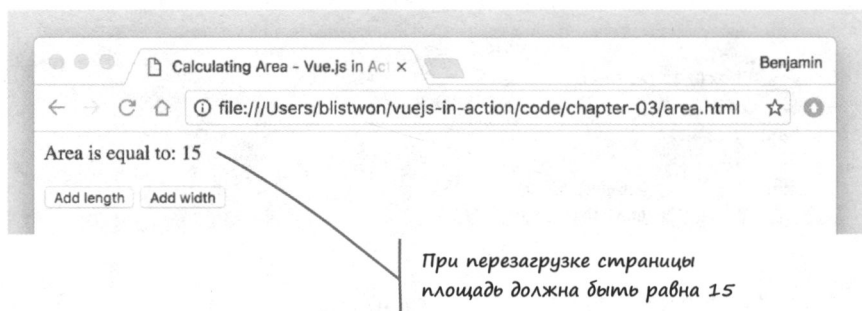 Calculating Area - Vue.js in Act
Benjamin
file:///Users/blistwon/vuejs-in-action/code/chapter-03/area.html
Area is equal to: 15
Add length Add width
При перезагрузке страницы
площадь должна быть равна 15